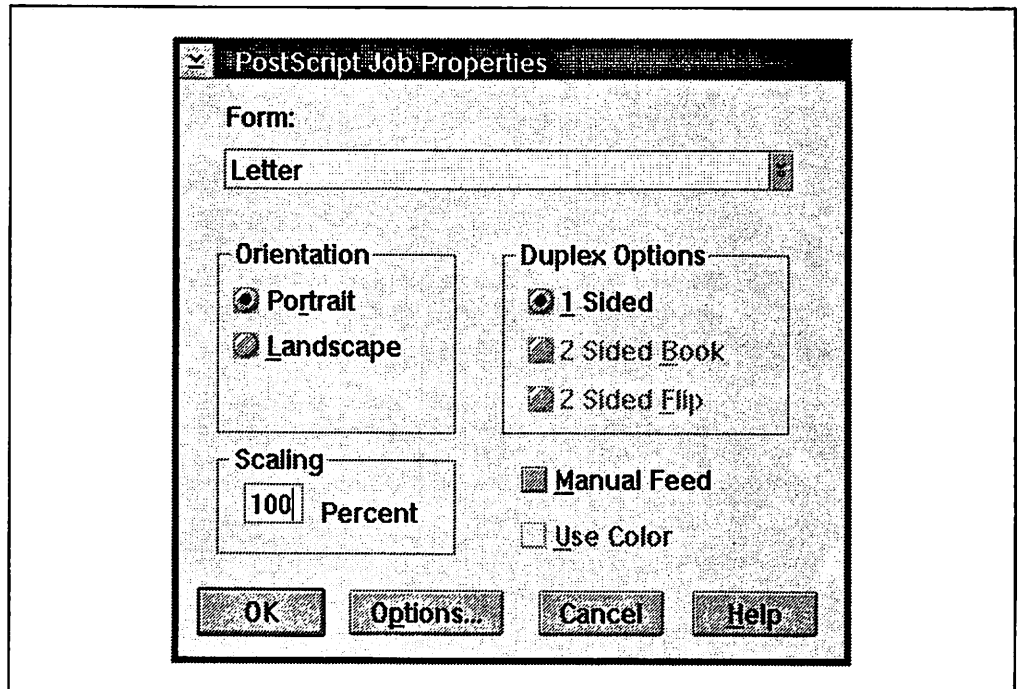 PostScript Job Properties
Form:
Letter
Orientation
Portrait
Landscape
Duplex Options
1 Sided
2 Sided Book
2 Sided Flip
Scaling
100 Percent
Manual Feed
Use Color
OK Options... Cancel Help